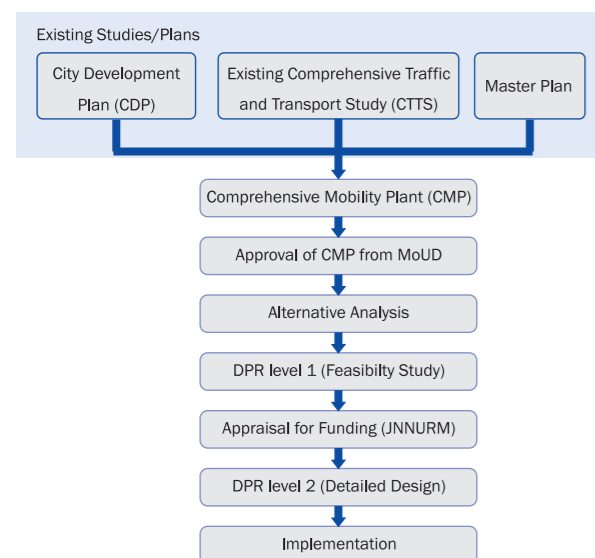 Existing Studies/Plans
City Development
Plan (CDP)
Existing Comprehensive Traffic
and Transport Study (CTTS)
Master Plan
Comprehensive Mobility Plant (CMP)
Approval of CMP from MoUD
Alternative Analysis
DPR level 1 (Feasibilty Study)
Appraisal for Funding (JNNURM)
DPR level 2 (Detailed Design)
Implementation